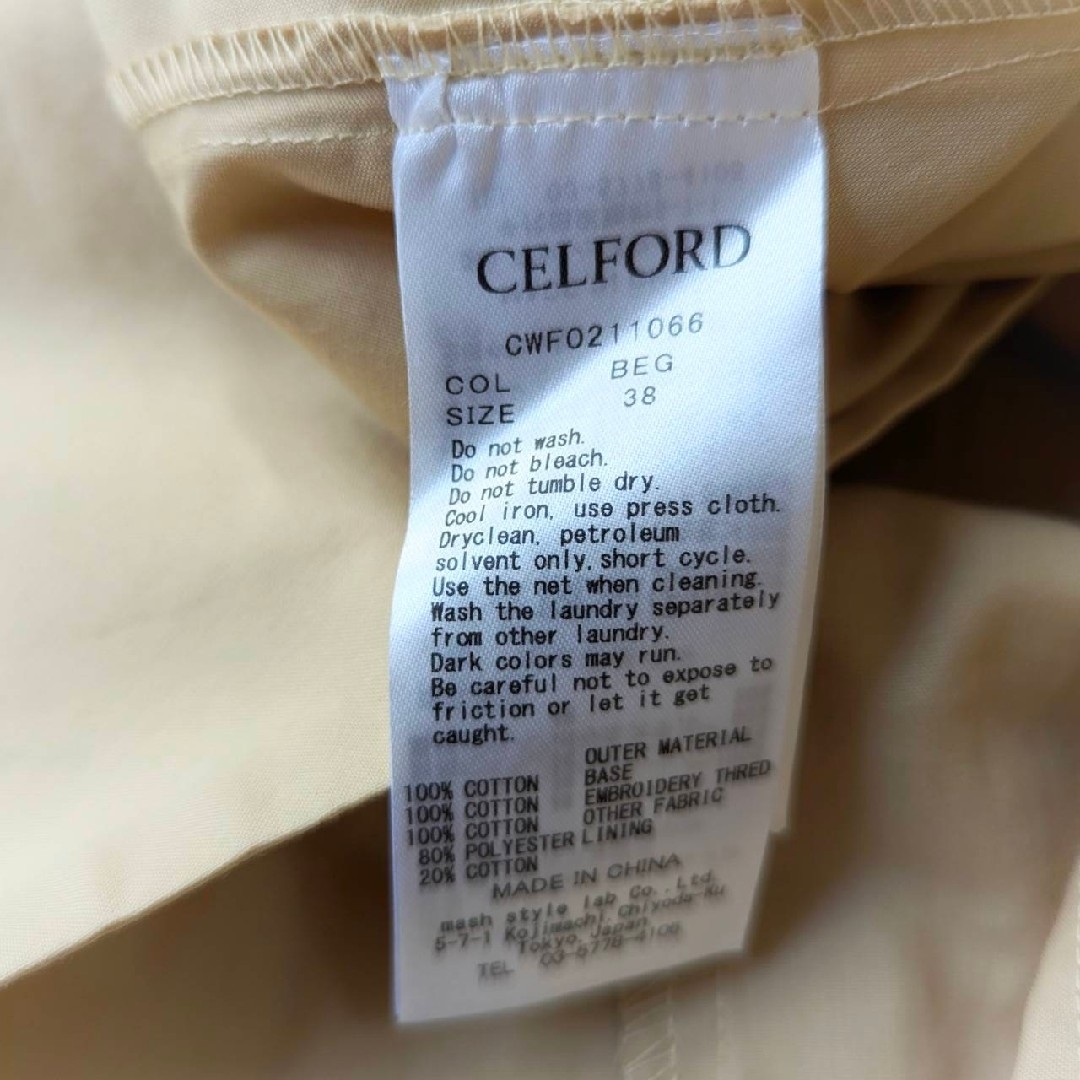 CELFORD
CWF0211066
COL BEG
SIZE 38
Do not wash.
Do not bleach.
Do not tumble dry.
Cool iron, use press cloth.
Dryclean, petroleum
solvent only, short cycle.
Use the net when cleaning.
Wash the laundry separately
from other laundry.
Dark colors may run.
Be careful not to expose to
friction or let it get
caught.
OUTER MATERIAL
100% COTTON BASE
100% COTTON EMBROIDERY THRED
100% COTTON OTHER FABRIC
80% POLYESTER LINING
20% COTTON
MADE IN CHINA
mash style lab Co., Ltd.
5-7-1 Kojimachi, Chiyoda-Ku
Tokyo, Japan.
TEL 03-5778-4106